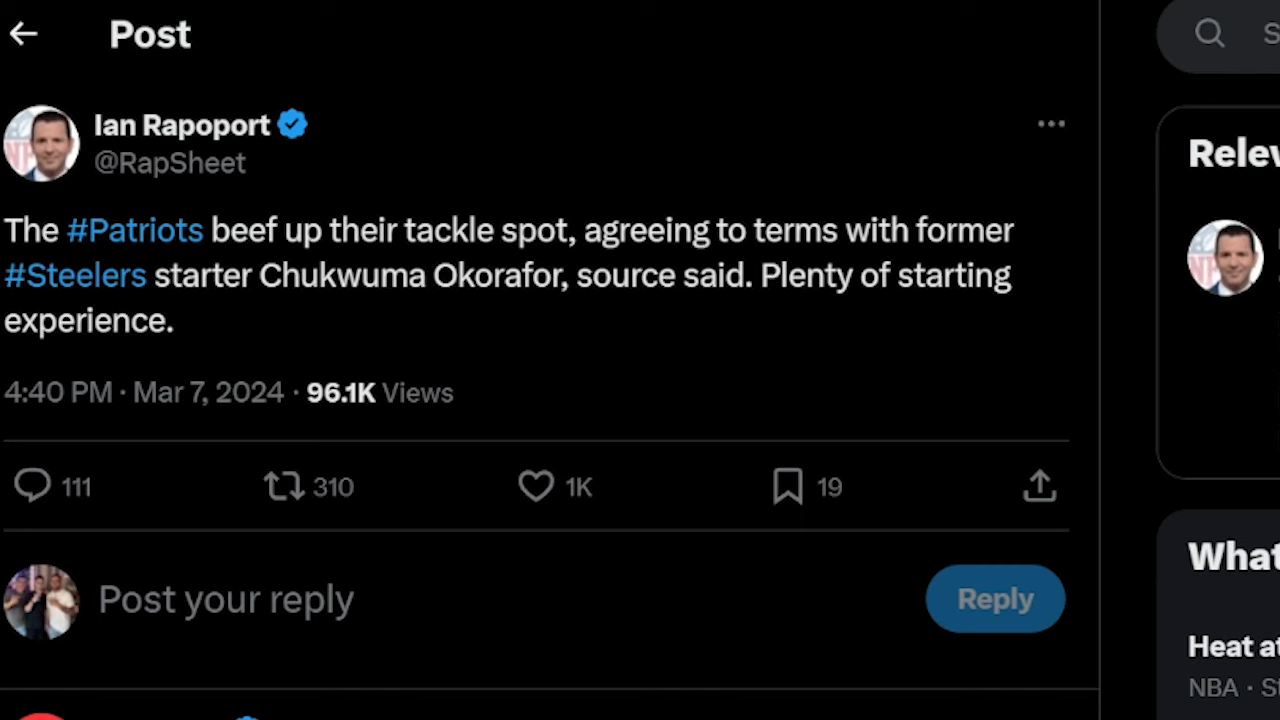 Post
Ian Rapoport
@RapSheet
The #Patriots beef up their tackle spot, agreeing to terms with former
#Steelers starter Chukwuma Okorafor, source said. Plenty of starting
experience.
4:40 PM · Mar 7, 2024 · 96.1K Views
111 310 1K 19
Post your reply
Reply
S
Relev
What
Heat at
NBA · St